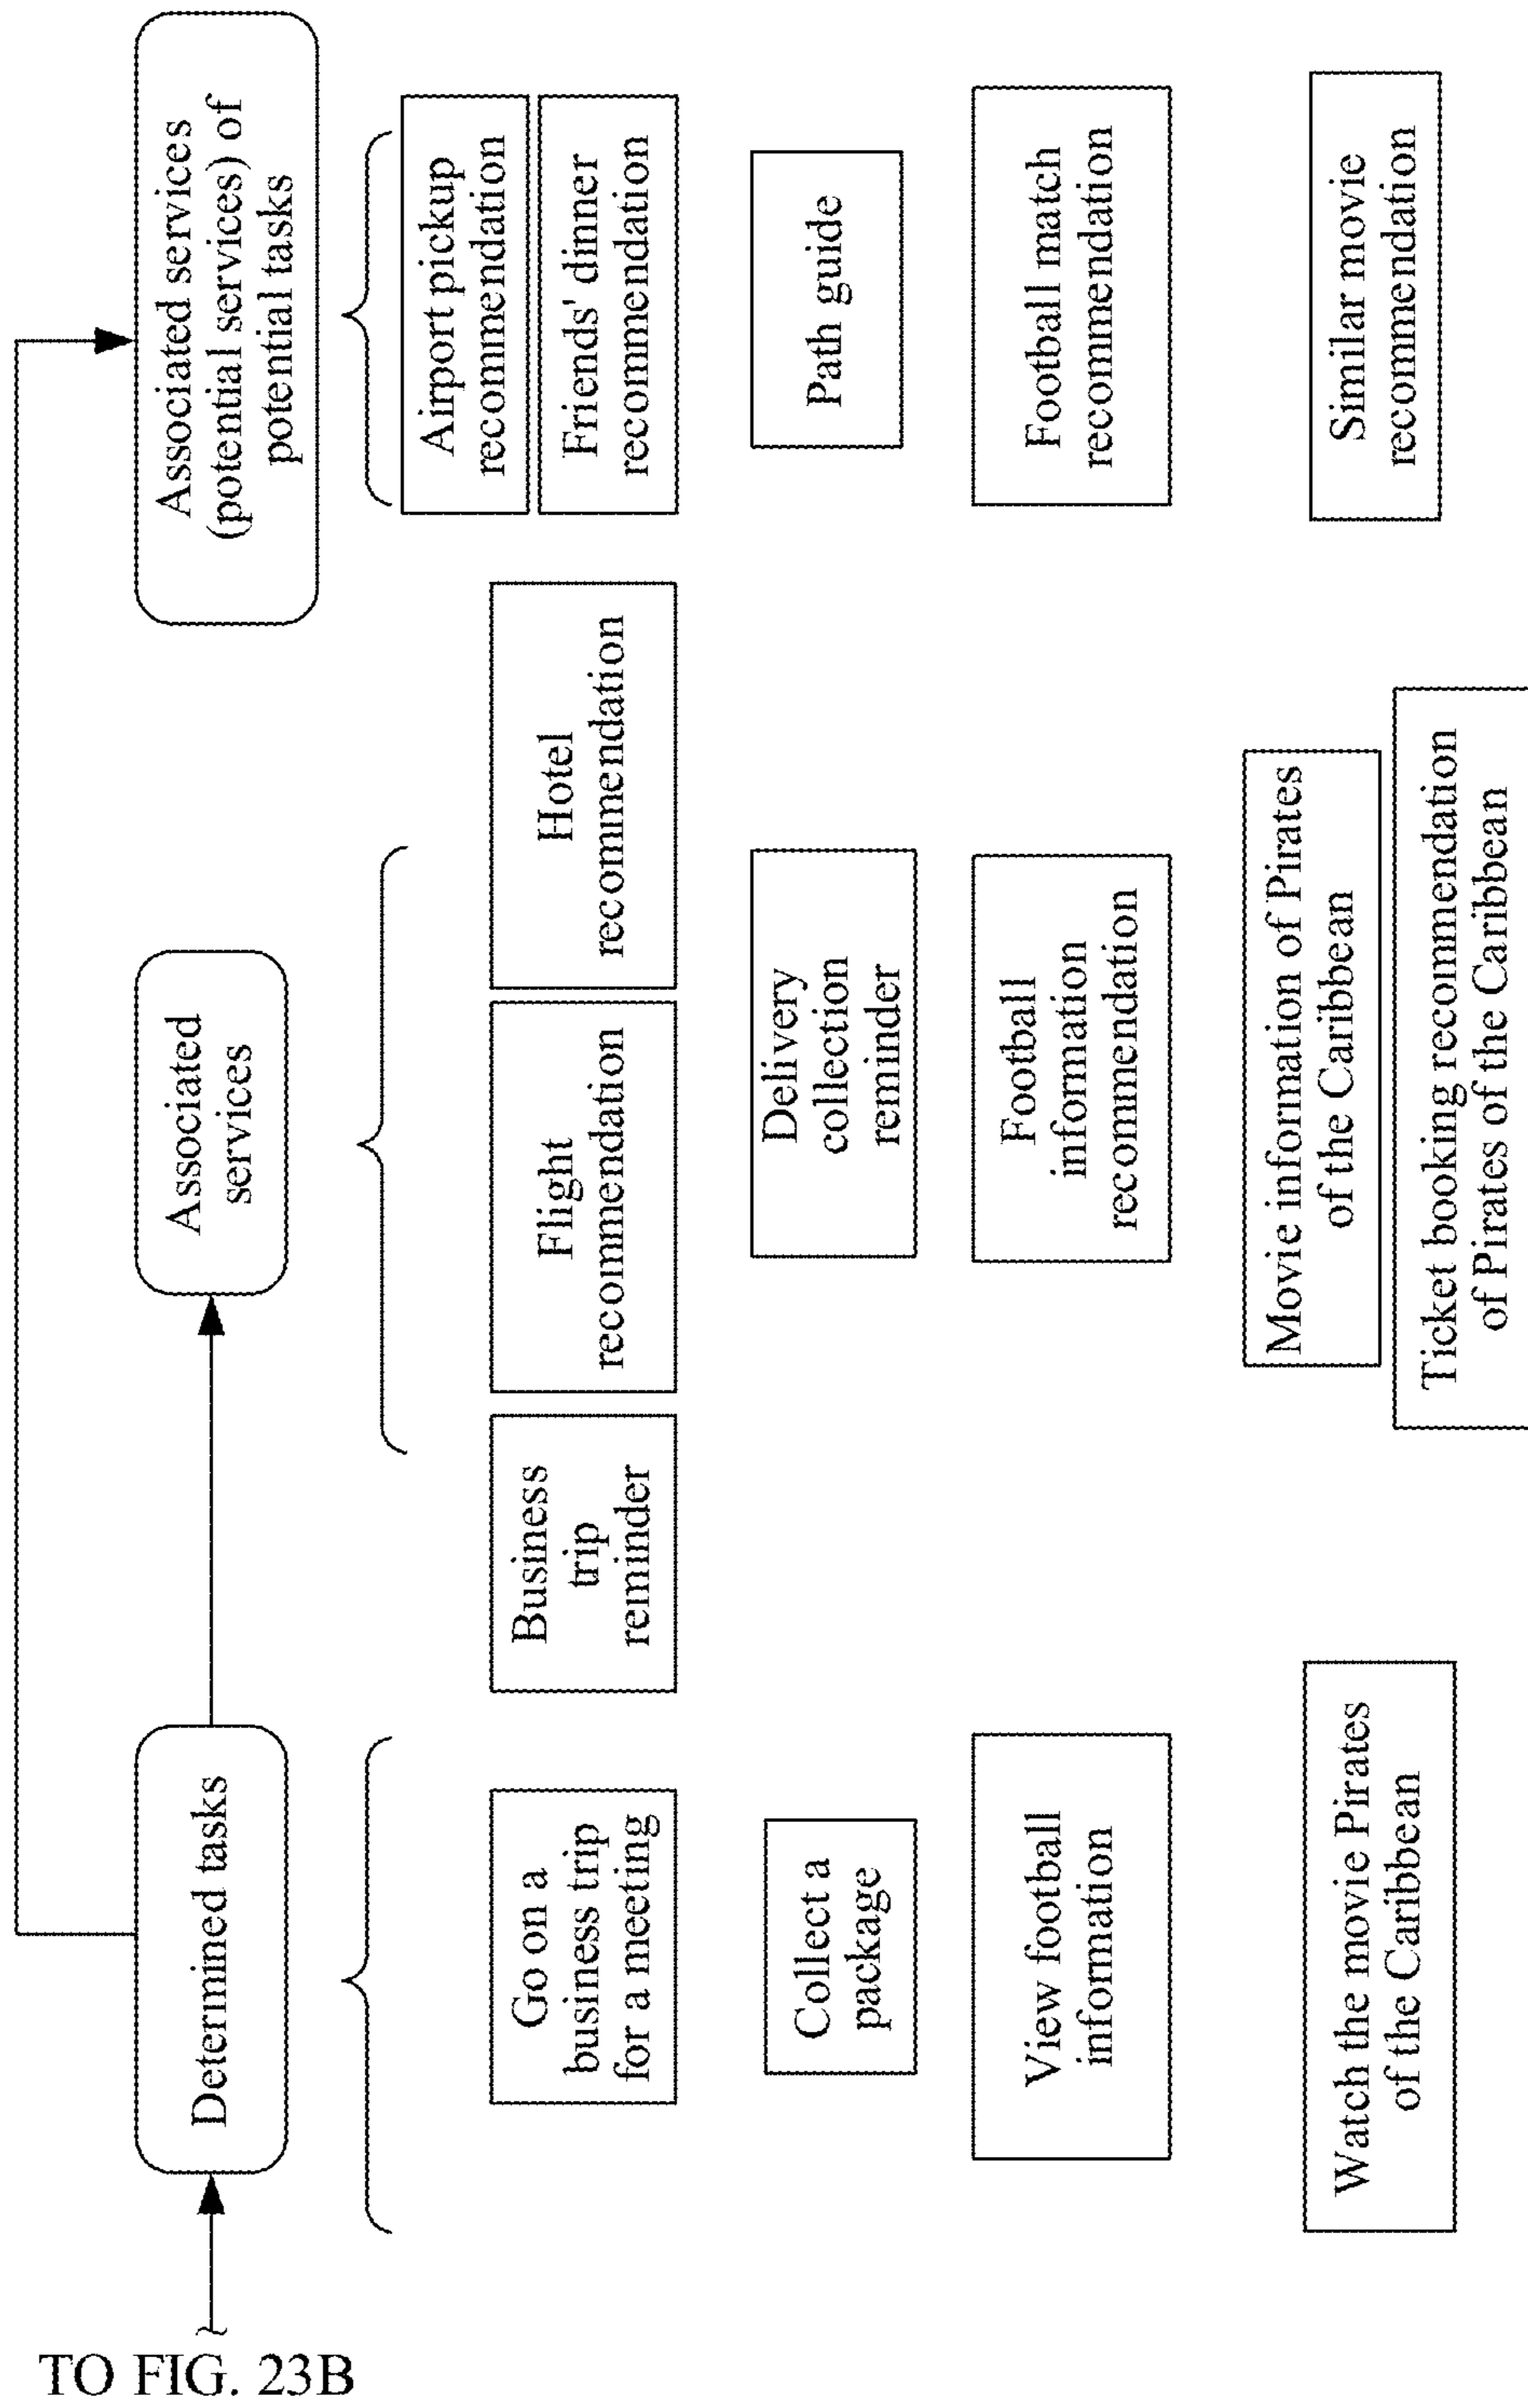 TO FIG. 23B
Determined tasks
Associated
services
Associated services
(potential services) of
potential tasks
Go on a
business trip
for a meeting
Business
trip
reminder
Flight
recommendation
Hotel
recommendation
Airport pickup
recommendation
Friends' dinner
recommendation
Collect a
package
Delivery
collection
reminder
Path guide
View football
information
Football
information
recommendation
Football match
recommendation
Watch the movie Pirates
of the Caribbean
Movie information of Pirates
of the Caribbean
Ticket booking recommendation
of Pirates of the Caribbean
Similar movie
recommendation